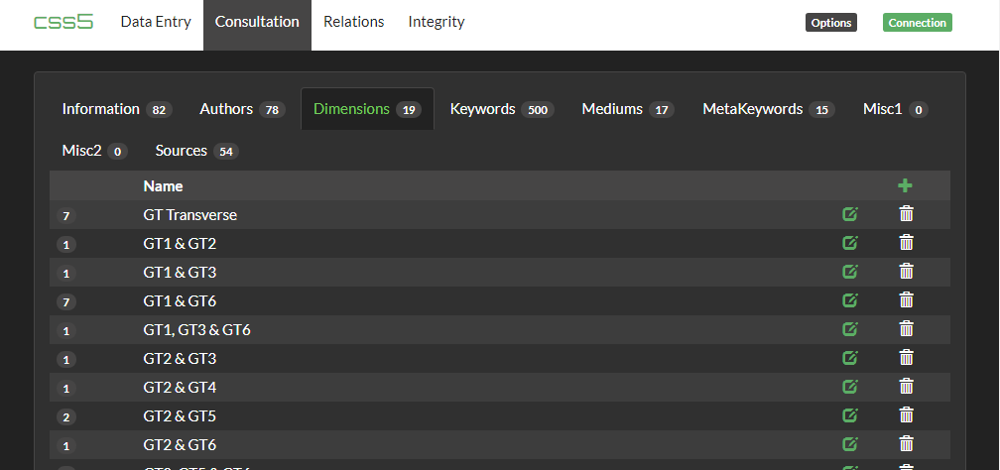 css5 Data Entry Consultation Relations Integrity Options Connection
Information 82 Authors 78 Dimensions 19 Keywords 500 Mediums 17 MetaKeywords 15 Misc1 0
Misc2 0 Sources 54
Name
7 GT Transverse
1 GT1 & GT2
1 GT1 & GT3
7 GT1 & GT6
1 GT1, GT3 & GT6
1 GT2 & GT3
1 GT2 & GT4
2 GT2 & GT5
1 GT2 & GT6